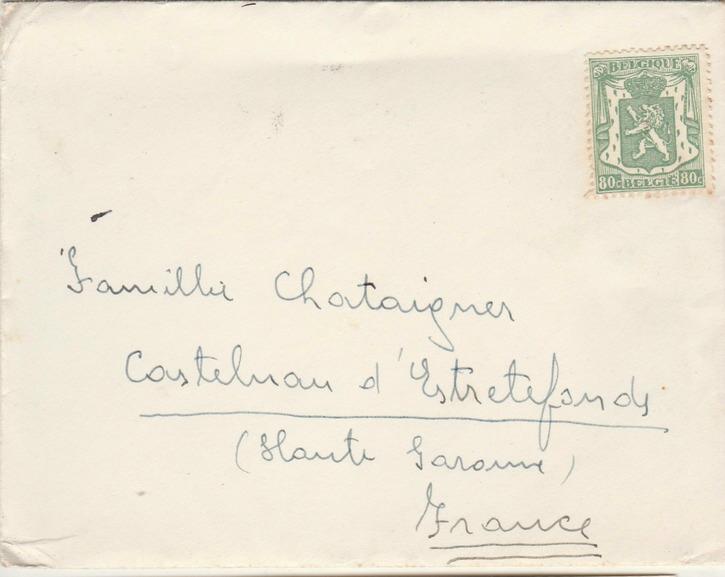 BELGIQUE
80c BELGIË 80c
Famille Chataigner
Castelnau d'Estretefonds
(Haute Garonne)
France